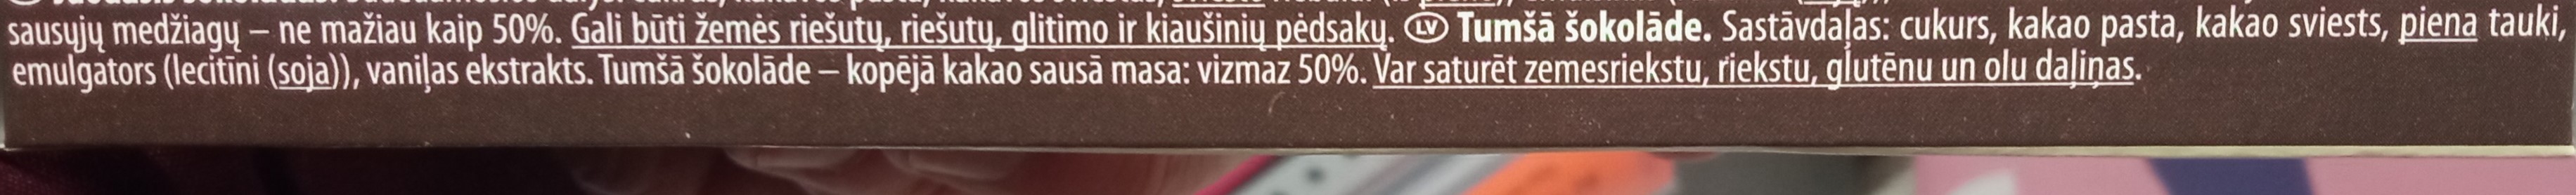 sausųjų medžiagų – ne mažiau kaip 50%. Gali būti žemės riešutų, riešutų, glitimo ir kiaušinių pėdsakų. LV Tumšā šokolāde. Sastāvdaļas: cukurs, kakao pasta, kakao sviests, piena tauki,
emulgators (lecitīni (soja)), vaniļas ekstrakts. Tumšā šokolāde – kopējā kakao sausā masa: vizmaz 50%. Var saturēt zemesriekstu, riekstu, glutēnu un olu daļiņas.